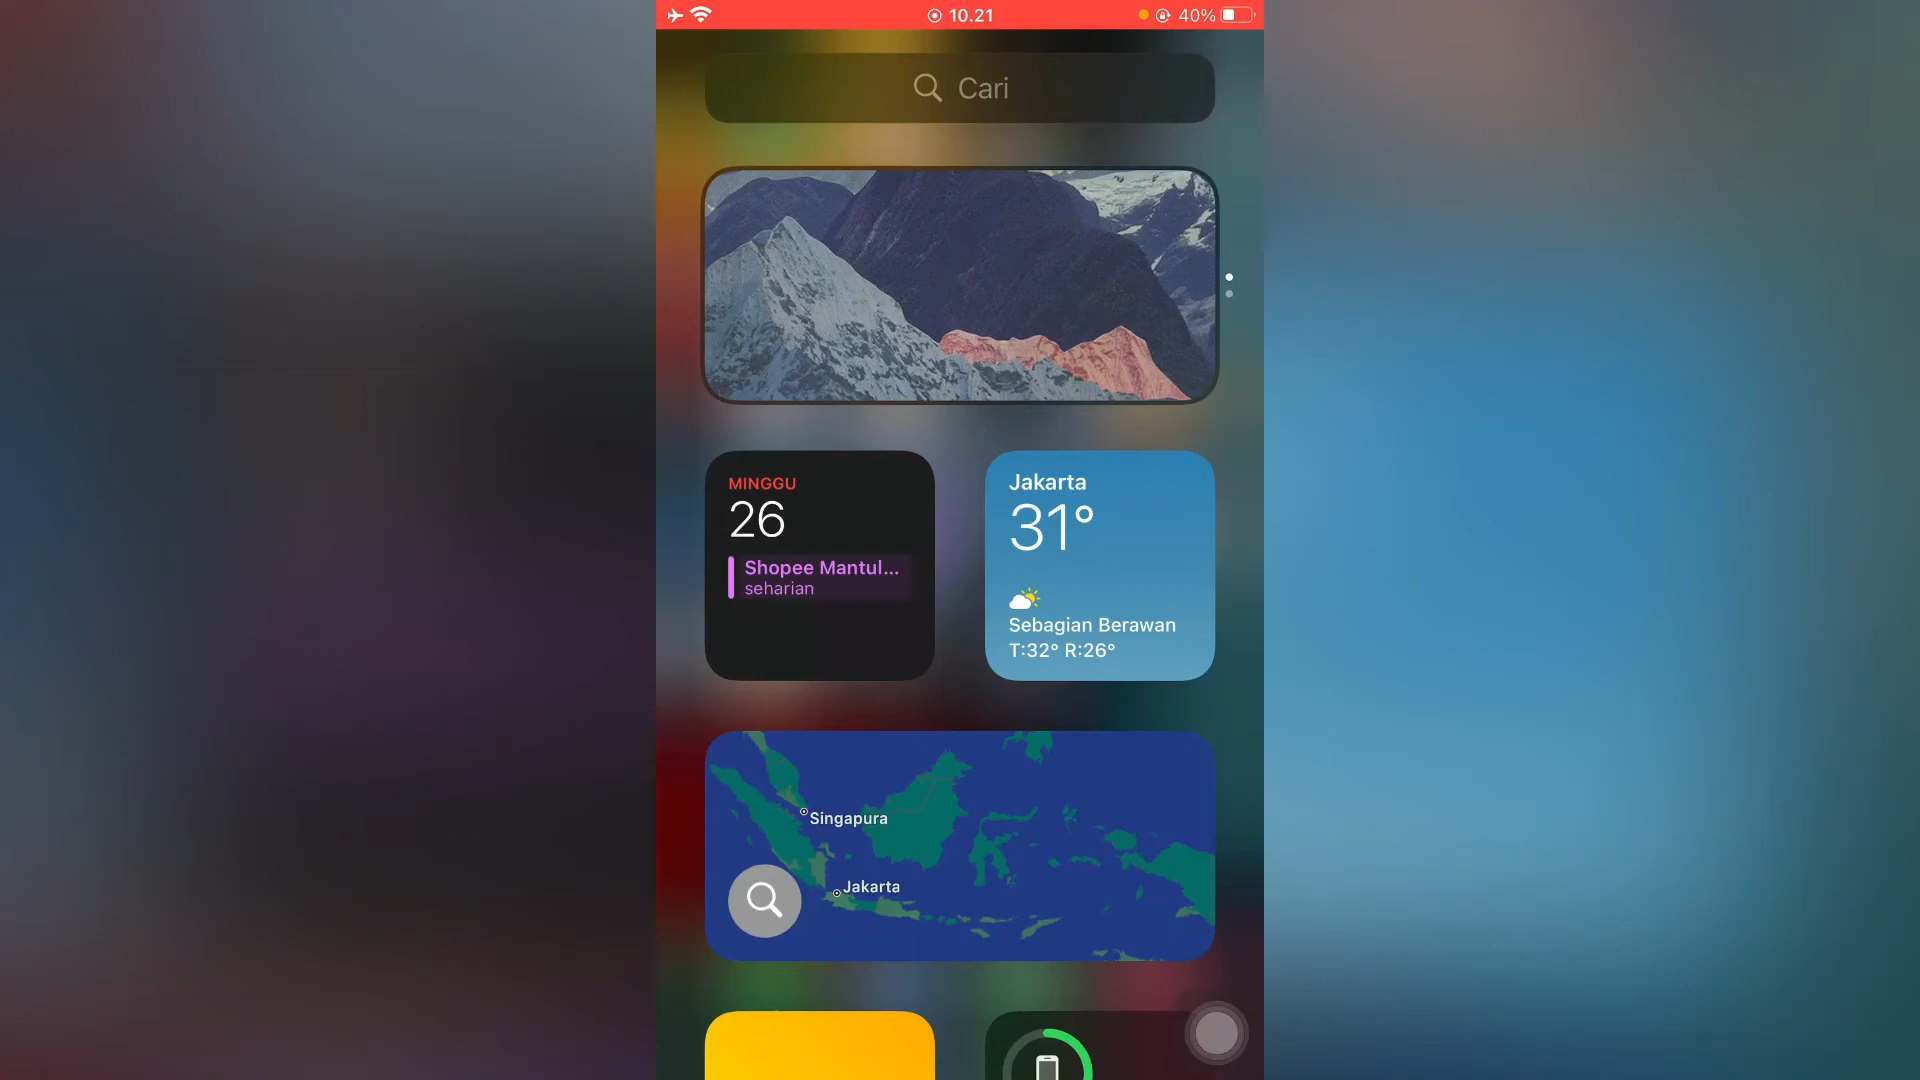 10.21
40%
Cari
MINGGU
26
Shopee Mantul...
seharian
Jakarta
31°
Sebagian Berawan
T:32° R:26°
Singapura
Jakarta